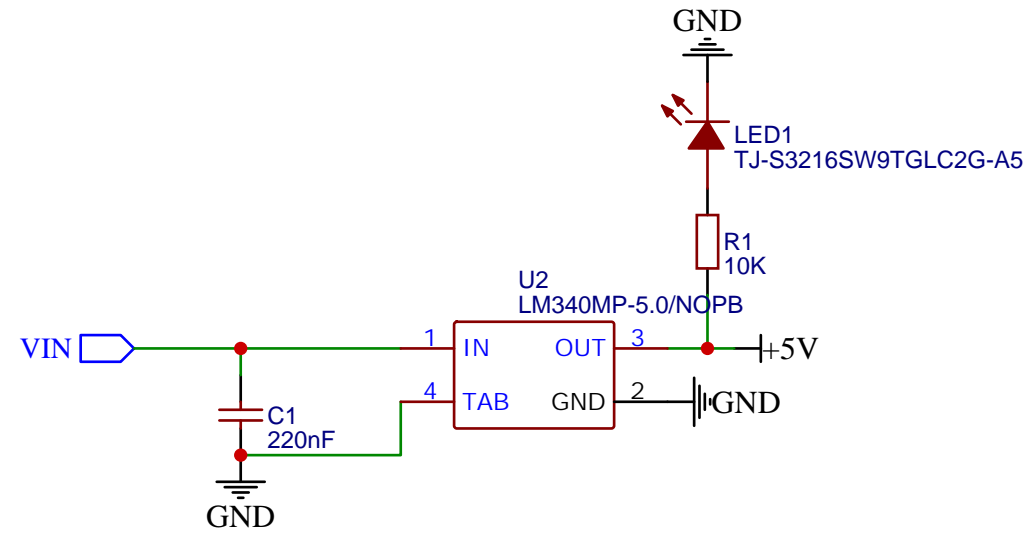 GND
LED1
TJ-S3216SW9TGLC2G-A5
R1
10K
U2
LM340MP-5.0/NOPB
VIN
1
IN
OUT
3
+5V
4
TAB
GND
2
GND
C1
220nF
GND